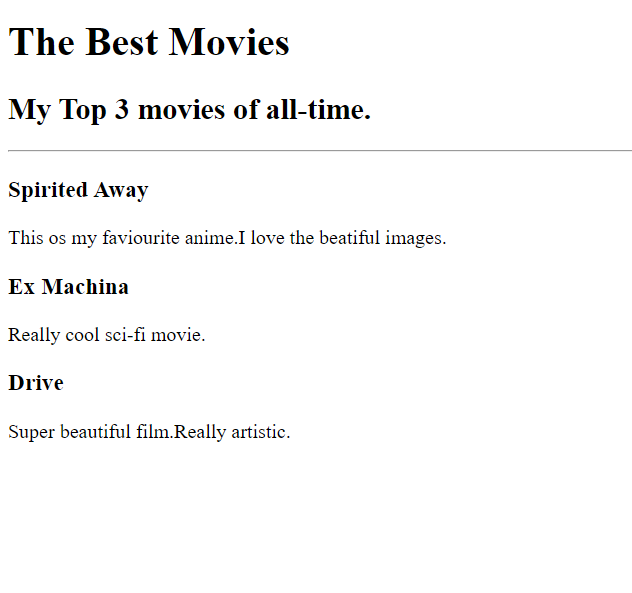 The Best Movies
My Top 3 movies of all-time.
Spirited Away
This os my faviourite anime.I love the beatiful images.
Ex Machina
Really cool sci-fi movie.
Drive
Super beautiful film.Really artistic.